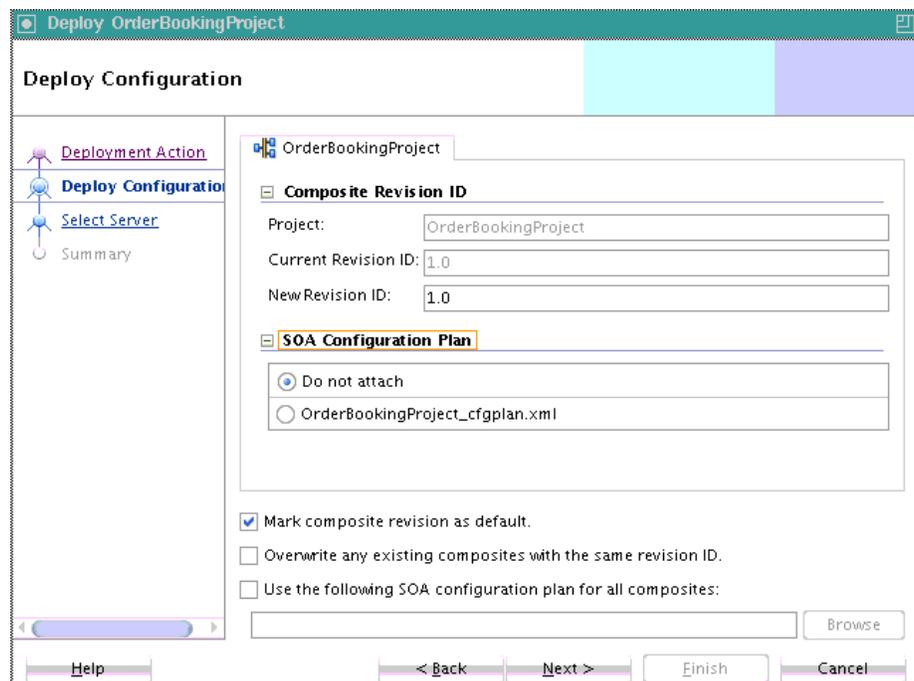 Deploy OrderBookingProject
Deploy Configuration
Deployment Action
Deploy Configuration
Select Server
Summary
OrderBookingProject
Composite Revision ID
Project: OrderBookingProject
Current Revision ID: 1.0
New Revision ID: 1.0
SOA Configuration Plan
Do not attach
OrderBookingProject_cfgplan.xml
Mark composite revision as default.
Overwrite any existing composites with the same revision ID.
Use the following SOA configuration plan for all composites:
Browse
Help < Back Next > Finish Cancel